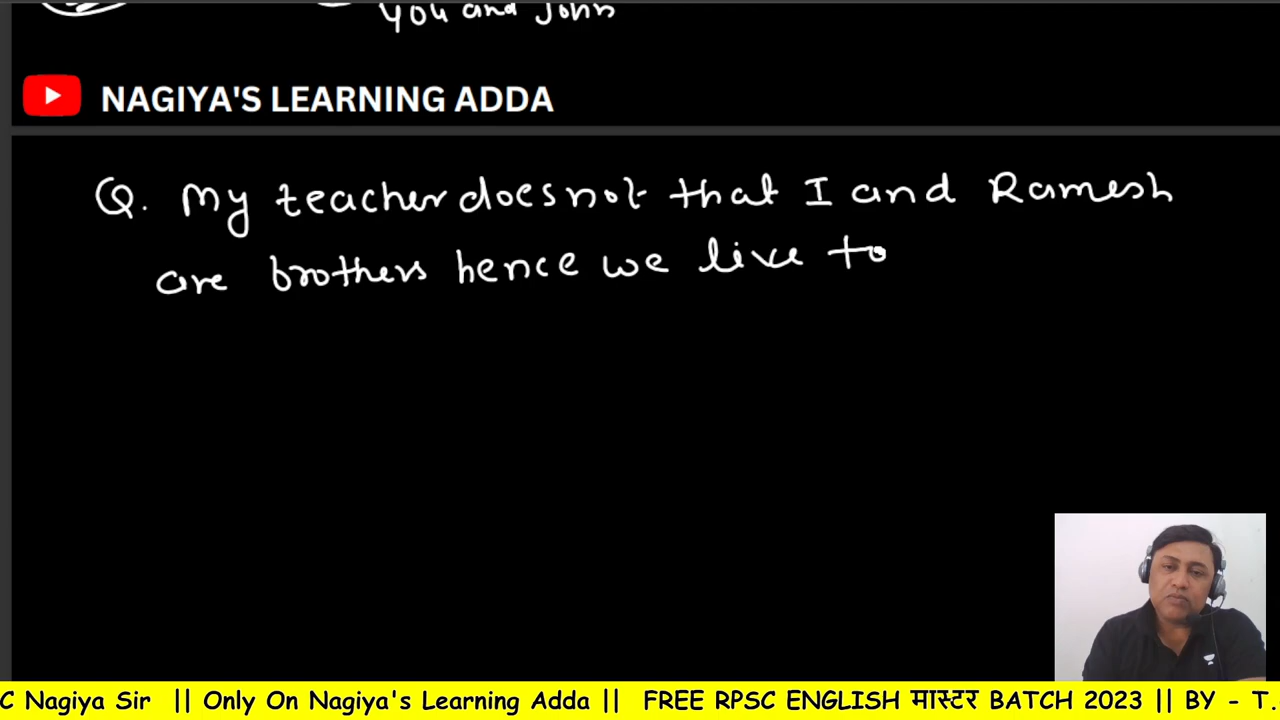 you and John
NAGIYA'S LEARNING ADDA
Q. My teacher does not that I and Ramesh
are brothers hence we live to
C Nagiya Sir || Only On Nagiya's Learning Adda || FREE RPSC ENGLISH मास्टर BATCH 2023 || BY - T.